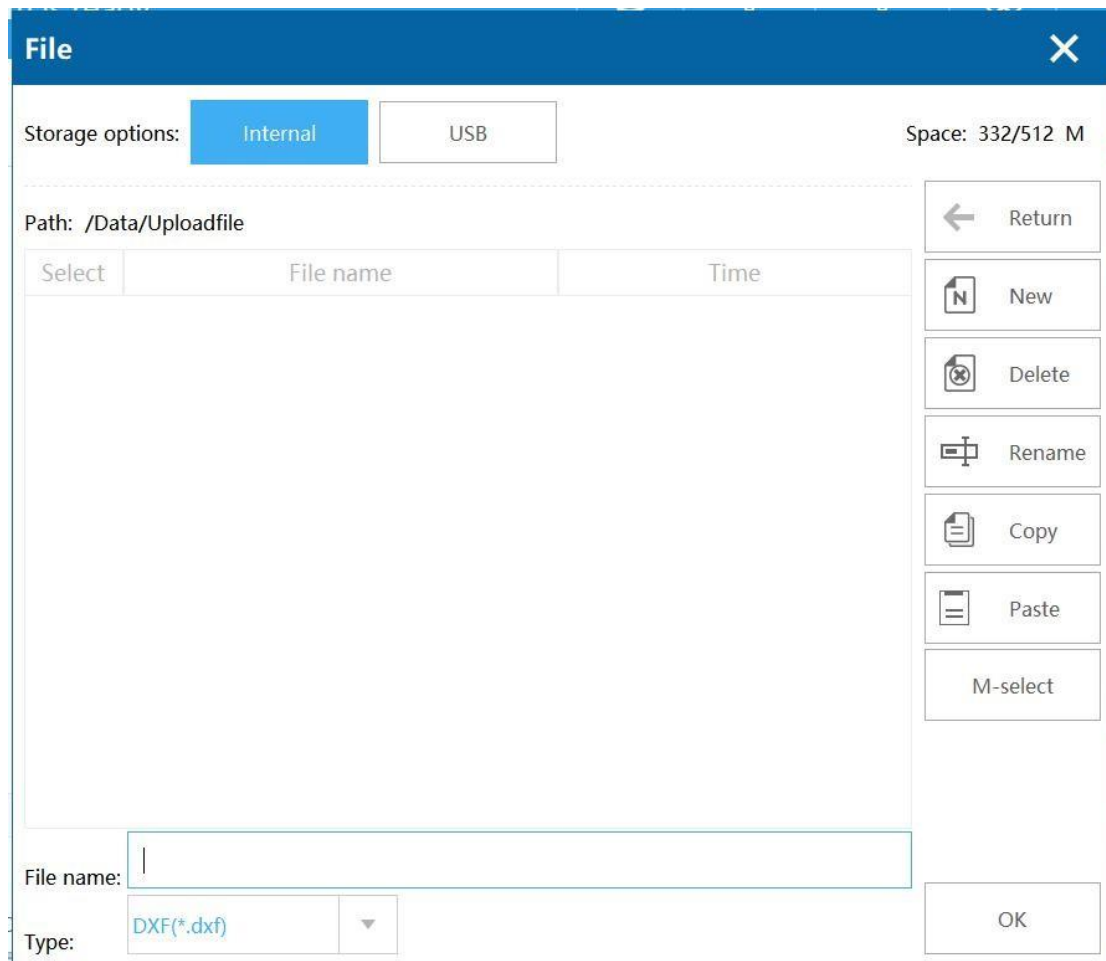 File
Storage options: Internal USB Space: 332/512 M
Path: /Data/Uploadfile
Return
Select File name Time
New
Delete
Rename
Copy
Paste
M-select
File name:
Type: DXF(*.dxf)
OK